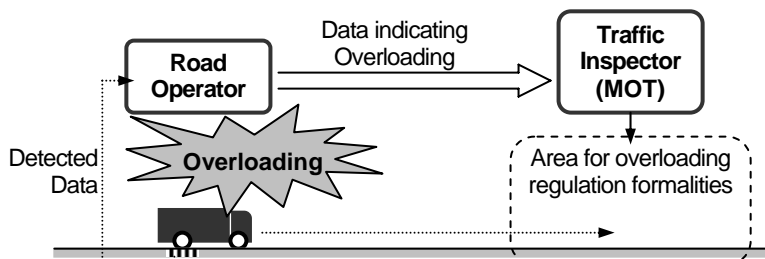 Data indicating
Overloading
Road
Operator
Traffic
Inspector
(MOT)
Detected
Data
Overloading
Area for overloading
regulation formalities